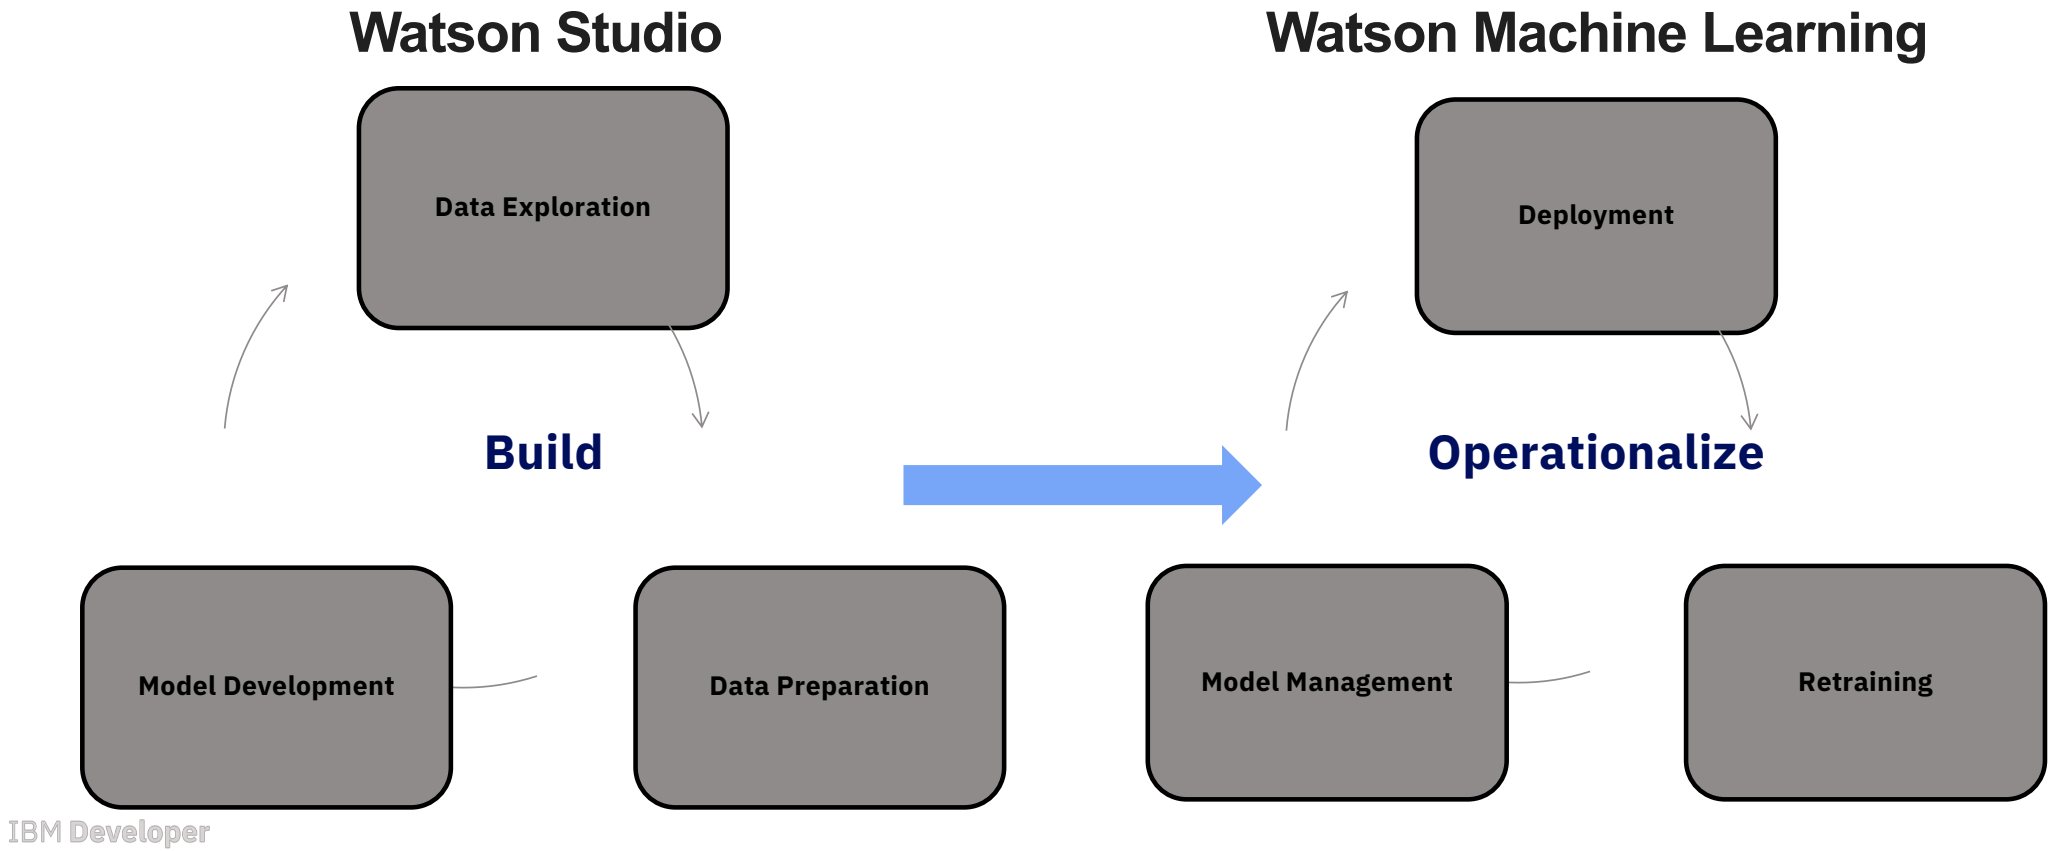 Watson Studio
Data Exploration
Build
Model Development
Data Preparation
Watson Machine Learning
Deployment
Operationalize
Model Management
Retraining
IBM Developer